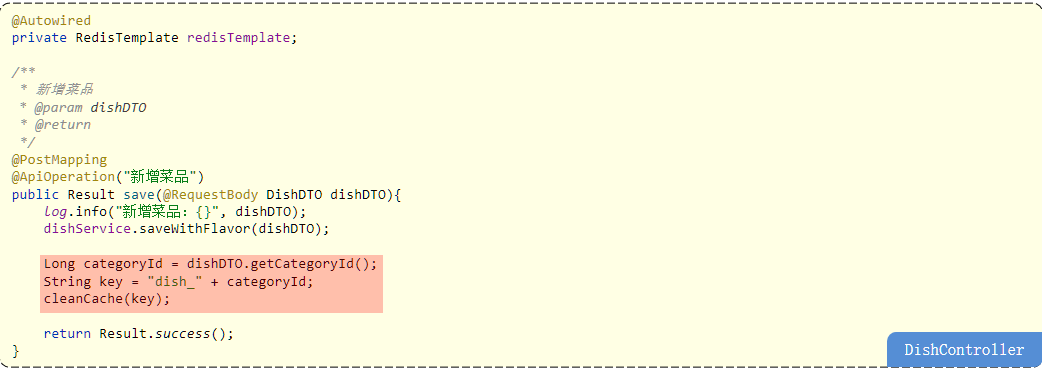 @Autowired
private RedisTemplate redisTemplate;
/**
 * 新增菜品
 * @param dishDTO
 * @return
 */
@PostMapping
@ApiOperation("新增菜品")
public Result save(@RequestBody DishDTO dishDTO){
    log.info("新增菜品：{}", dishDTO);
    dishService.saveWithFlavor(dishDTO);
    Long categoryId = dishDTO.getCategoryId();
    String key = "dish_" + categoryId;
    cleanCache(key);
    return Result.success();
}
DishController